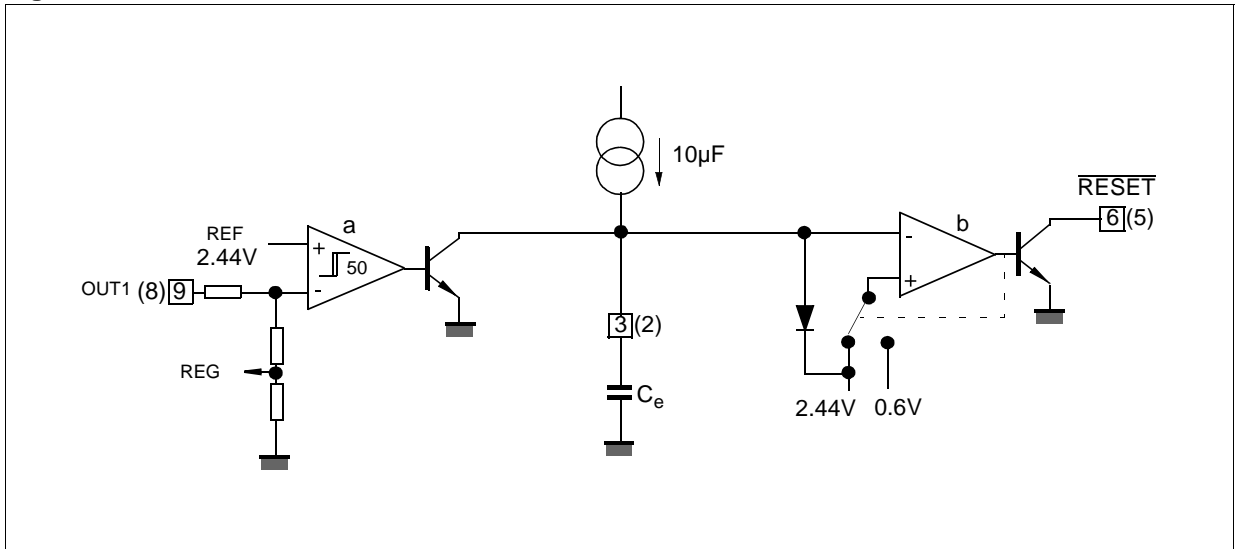 10µF
RESET
6 (5)
a
b
REF
2.44V
+
50
-
-
+
OUT1 (8) 9
3 (2)
REG
Ce
2.44V 0.6V